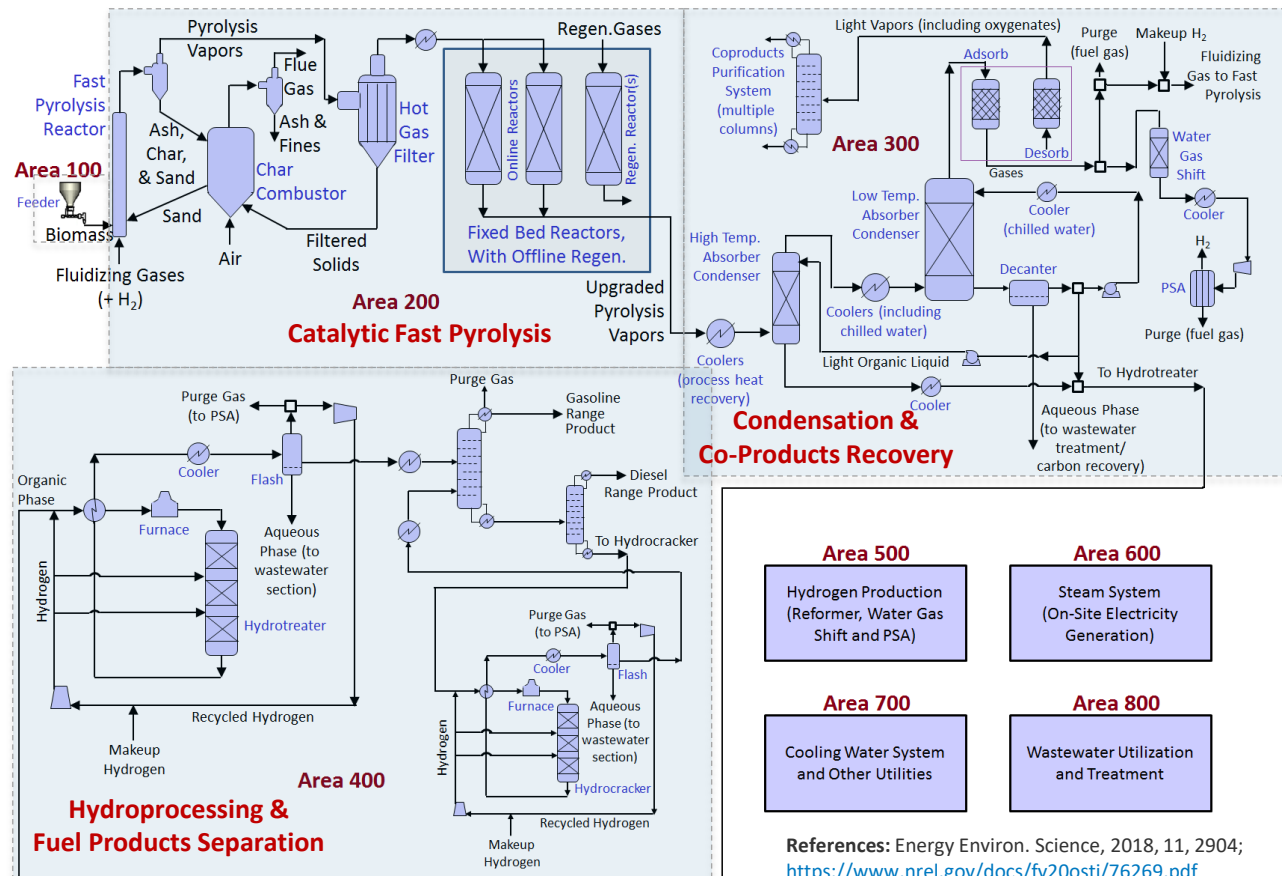 Pyrolysis
Vapors
Fast
Pyrolysis
Reactor
Flue
Gas
Ash &
Fines
Ash,
Char,
& Sand
Char
Combustor
Hot
Gas
Filter
Area 100
Feeder
Biomass
Sand
Air
Filtered
Solids
Fluidizing Gases
(+ H2)
Regen.Gases
Online Reactors
Regen. Reactor(s)
Fixed Bed Reactors,
With Offline Regen.
Area 200
Catalytic Fast Pyrolysis
Upgraded
Pyrolysis
Vapors
Light Vapors (including oxygenates)
Coproducts
Purification
System
(multiple
columns)
Area 300
Adsorb
Desorb
Gases
Purge
(fuel gas)
Makeup H2
Fluidizing
Gas to Fast
Pyrolysis
Water
Gas
Shift
Cooler
H2
PSA
Purge (fuel gas)
Low Temp.
Absorber
Condenser
Cooler
(chilled water)
High Temp.
Absorber
Condenser
Decanter
Coolers (including
chilled water)
Light Organic Liquid
Coolers
(process heat
recovery)
Cooler
To Hydrotreater
Aqueous Phase
(to wastewater
treatment/
carbon recovery)
Condensation &
Co-Products Recovery
Purge Gas
Gasoline
Range
Product
Purge Gas
(to PSA)
Cooler
Flash
Organic
Phase
Furnace
Aqueous
Phase (to
wastewater
section)
Hydrogen
Hydrotreater
Recycled Hydrogen
Makeup
Hydrogen
Diesel
Range Product
To Hydrocracker
Purge Gas
(to PSA)
Cooler
Flash
Furnace
Aqueous
Phase (to
wastewater
section)
Hydrogen
Hydrocracker
Recycled Hydrogen
Makeup
Hydrogen
Area 400
Hydroprocessing &
Fuel Products Separation
Area 500
Hydrogen Production
(Reformer, Water Gas
Shift and PSA)
Area 600
Steam System
(On-Site Electricity
Generation)
Area 700
Cooling Water System
and Other Utilities
Area 800
Wastewater Utilization
and Treatment
References: Energy Environ. Science, 2018, 11, 2904;
https://www.nrel.gov/docs/fy20osti/76269.pdf